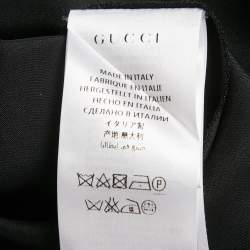 GUCCI
MADE IN ITALY
FABRIQUÉ EN ITALIE
HERGESTELLT IN ITALIEN
HECHO EN ITALIA
СДЕЛАНО В ИТАЛИИ
イタリア製
产地 意大利